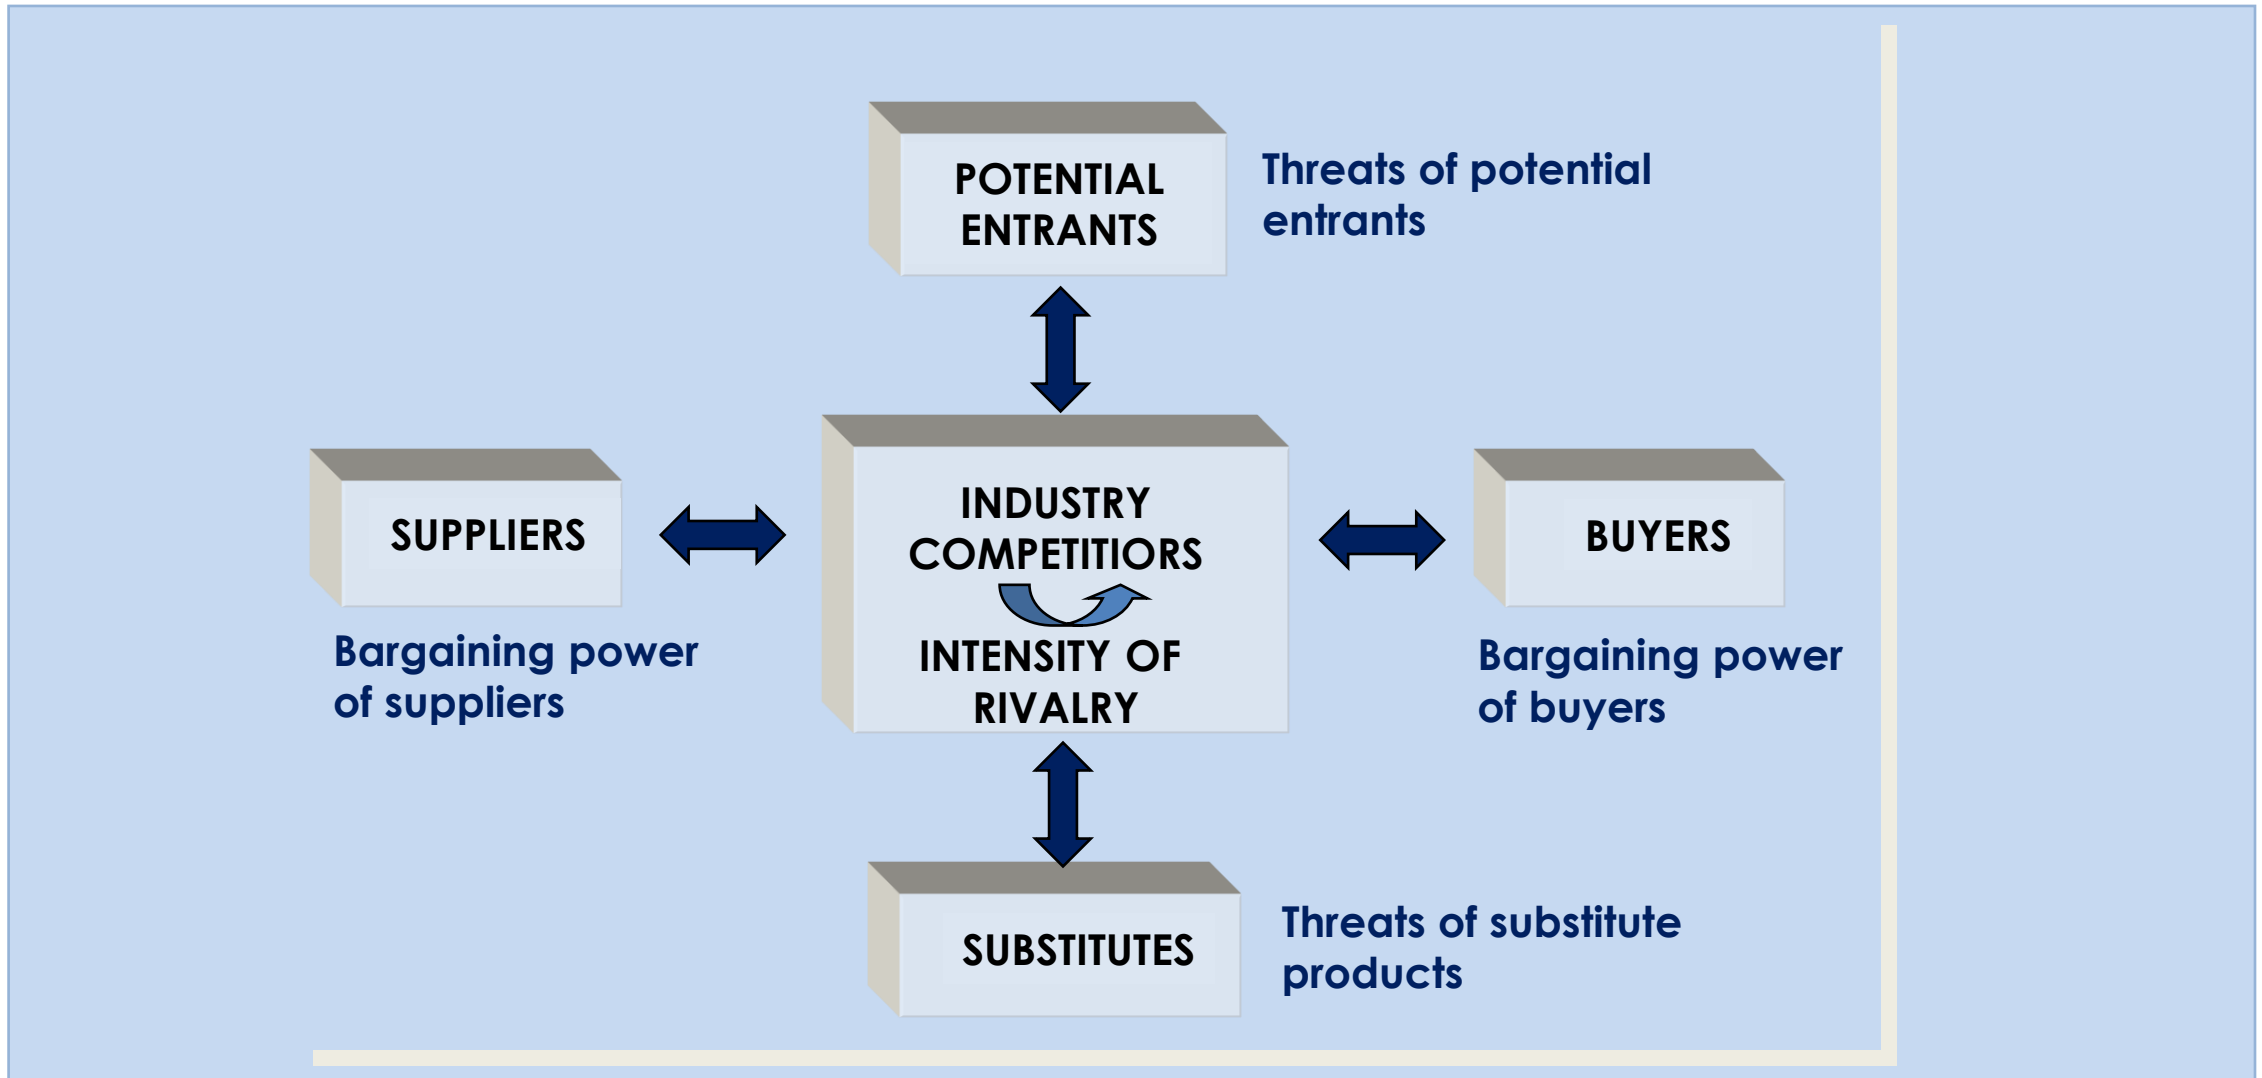 POTENTIAL
ENTRANTS
Threats of potential
entrants
SUPPLIERS
Bargaining power
of suppliers
INDUSTRY
COMPETITIORS
INTENSITY OF
RIVALRY
BUYERS
Bargaining power
of buyers
SUBSTITUTES
Threats of substitute
products